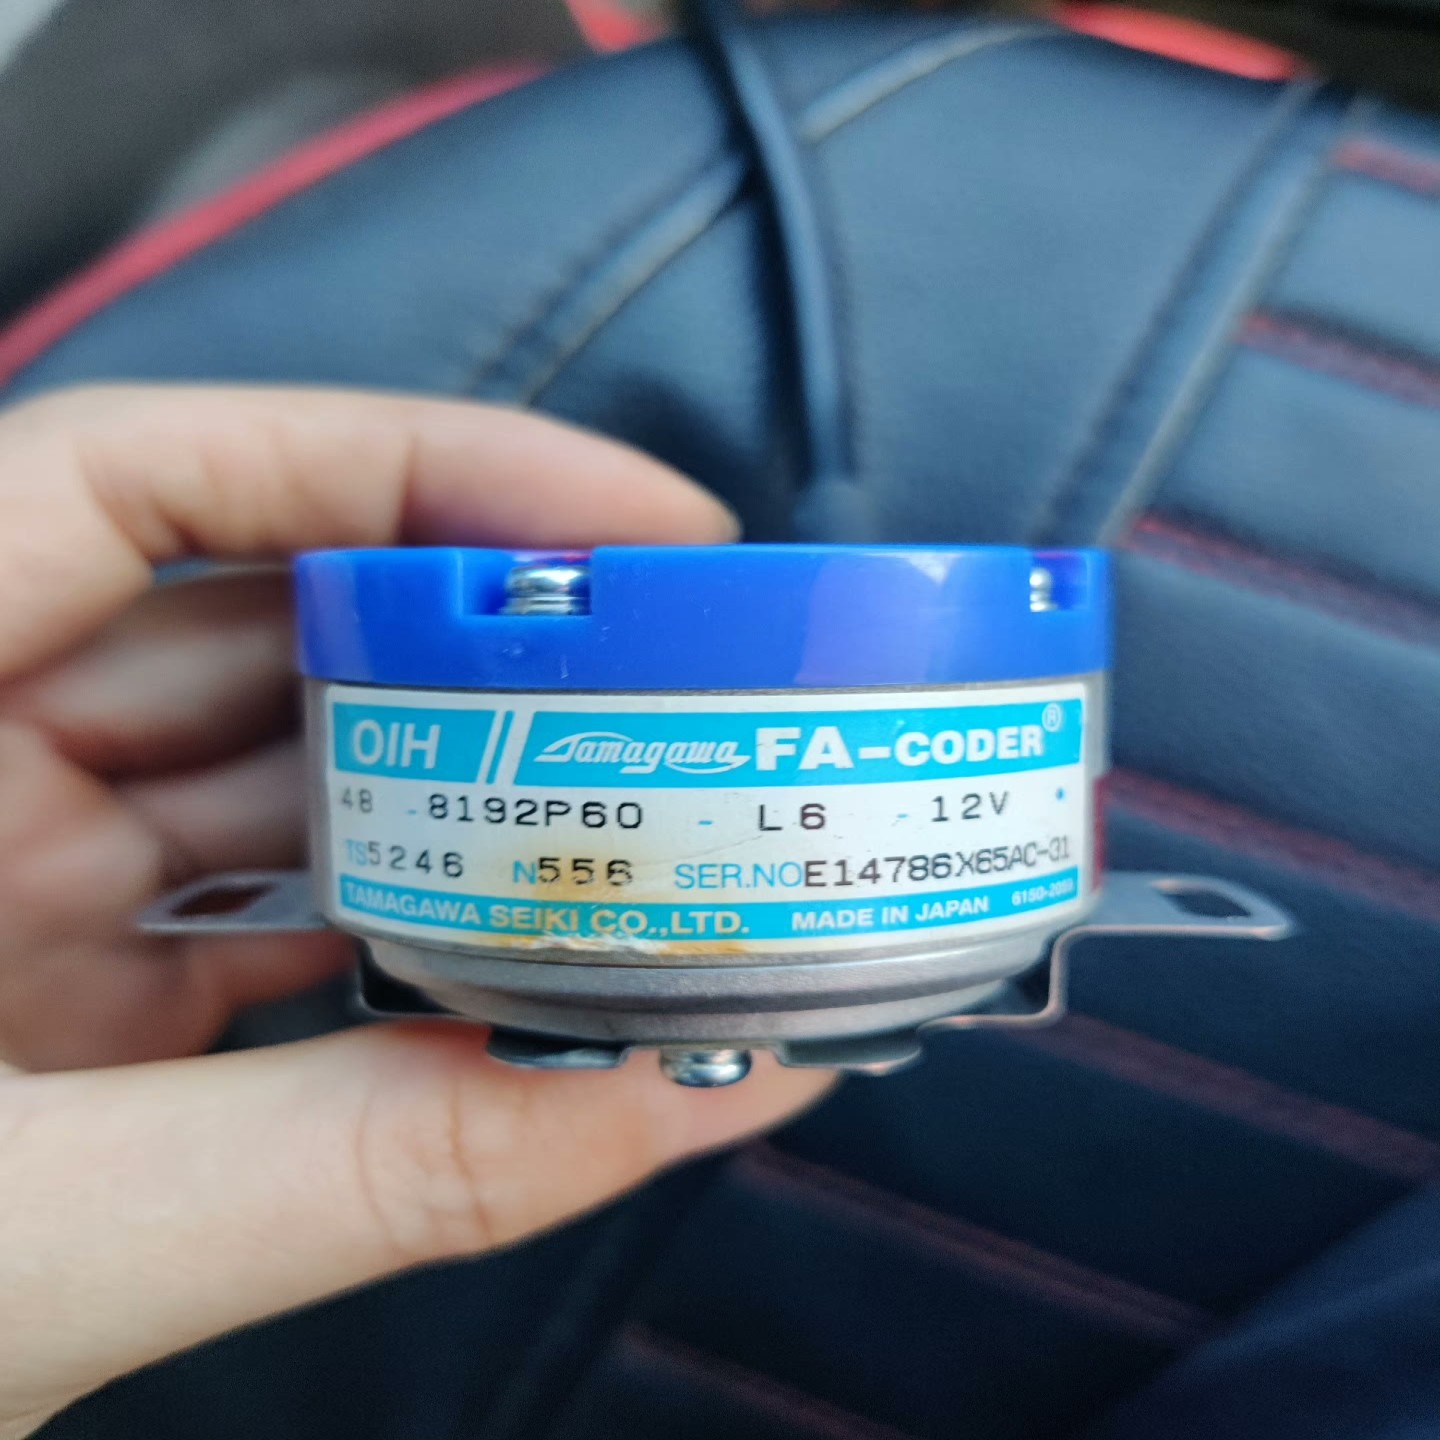 OIH Tamagawa FA-CODER®
48 - 8192P60 - L6 - 12V
TS5246 N556 SER.NO E14786X65AC-31
TAMAGAWA SEIKI CO.,LTD. MADE IN JAPAN